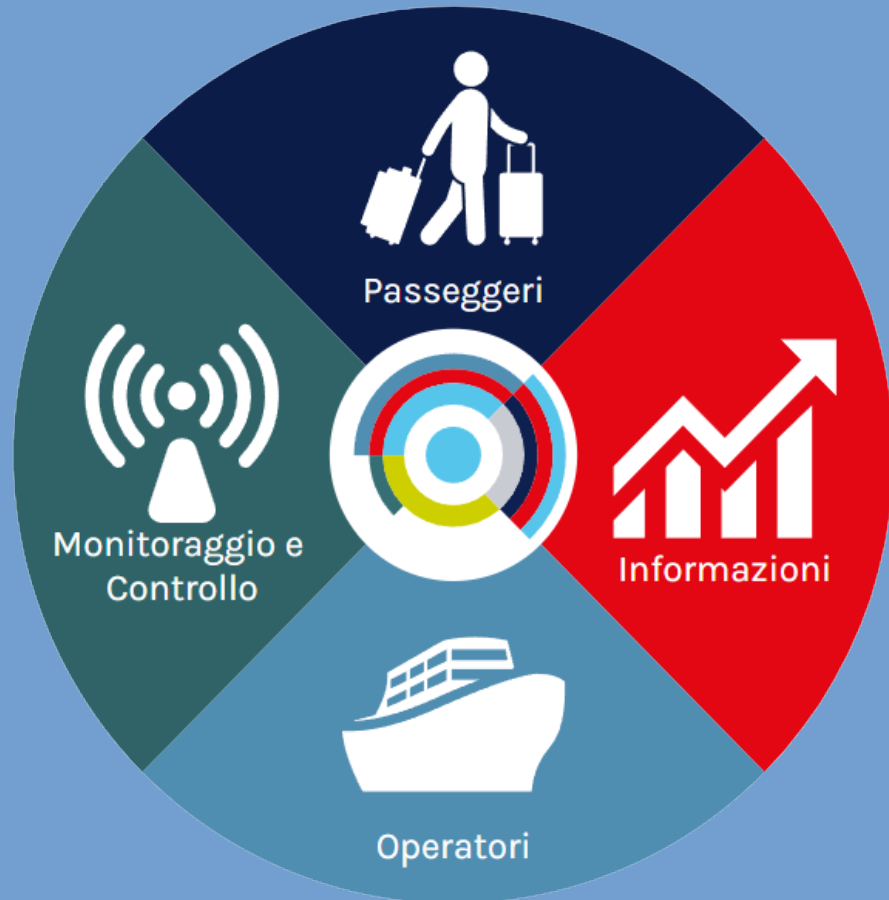 Passeggeri
Monitoraggio e
Controllo
Informazioni
Operatori